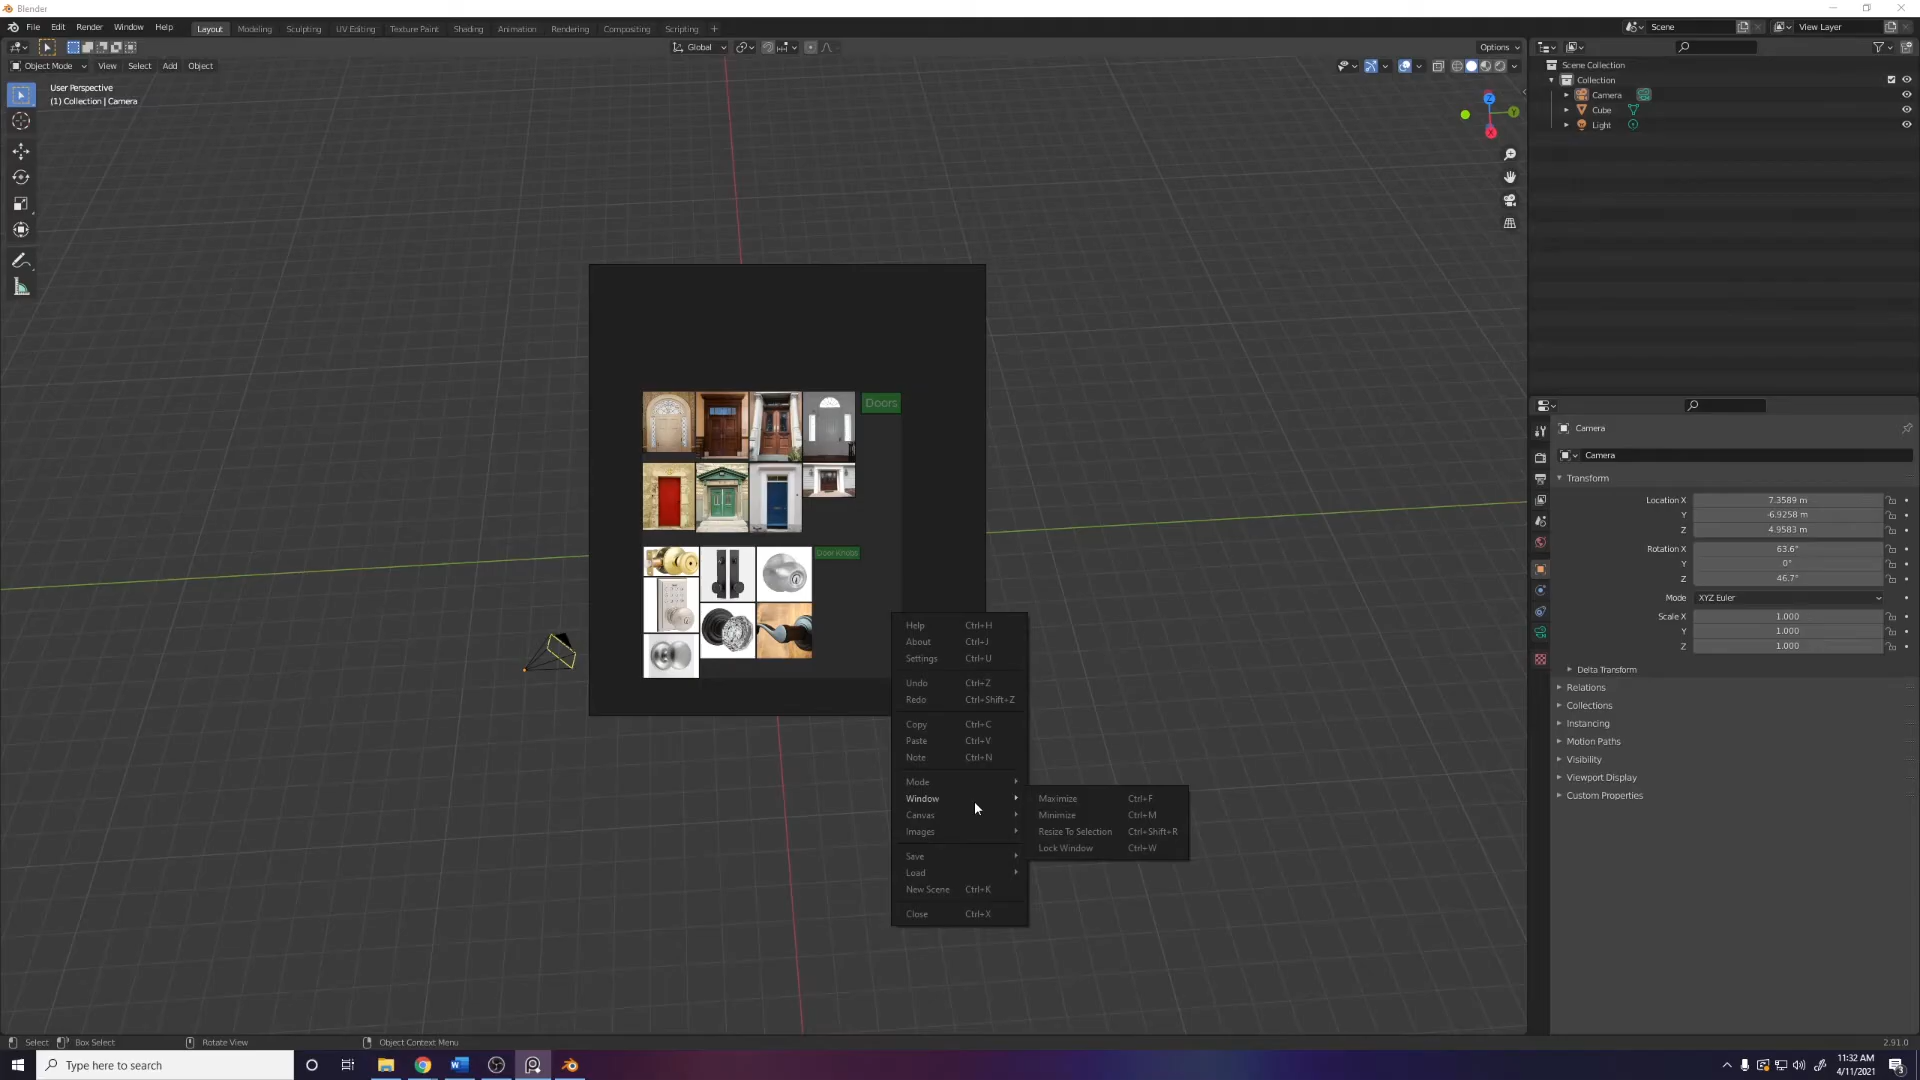 Blender
File Edit Render Window Help
Layout Modeling Sculpting UV Editing Texture Paint Shading Animation Rendering Compositing Scripting +
Scene
View Layer
Global
Options
Object Mode View Select Add Object
User Perspective
(1) Collection | Camera
Z
Y
X
Scene Collection
Collection
Camera
Cube
Light
Doors
Door Knobs
Help Ctrl+H
About Ctrl+J
Settings Ctrl+U
Undo Ctrl+Z
Redo Ctrl+Shift+Z
Copy Ctrl+C
Paste Ctrl+V
Note Ctrl+N
Mode
Window
Canvas
Images
Save
Load
New Scene Ctrl+K
Close Ctrl+X
Maximize Ctrl+F
Minimize Ctrl+M
Resize To Selection Ctrl+Shift+R
Lock Window Ctrl+W
Camera
Camera
Transform
Location X 7.3589 m
Y -6.9258 m
Z 4.9583 m
Rotation X 63.6°
Y 0°
Z 46.7°
Mode XYZ Euler
Scale X 1.000
Y 1.000
Z 1.000
Delta Transform
Relations
Collections
Instancing
Motion Paths
Visibility
Viewport Display
Custom Properties
Select Box Select Rotate View Object Context Menu 2.91.0
Type here to search
11:32 AM
4/11/2021
3